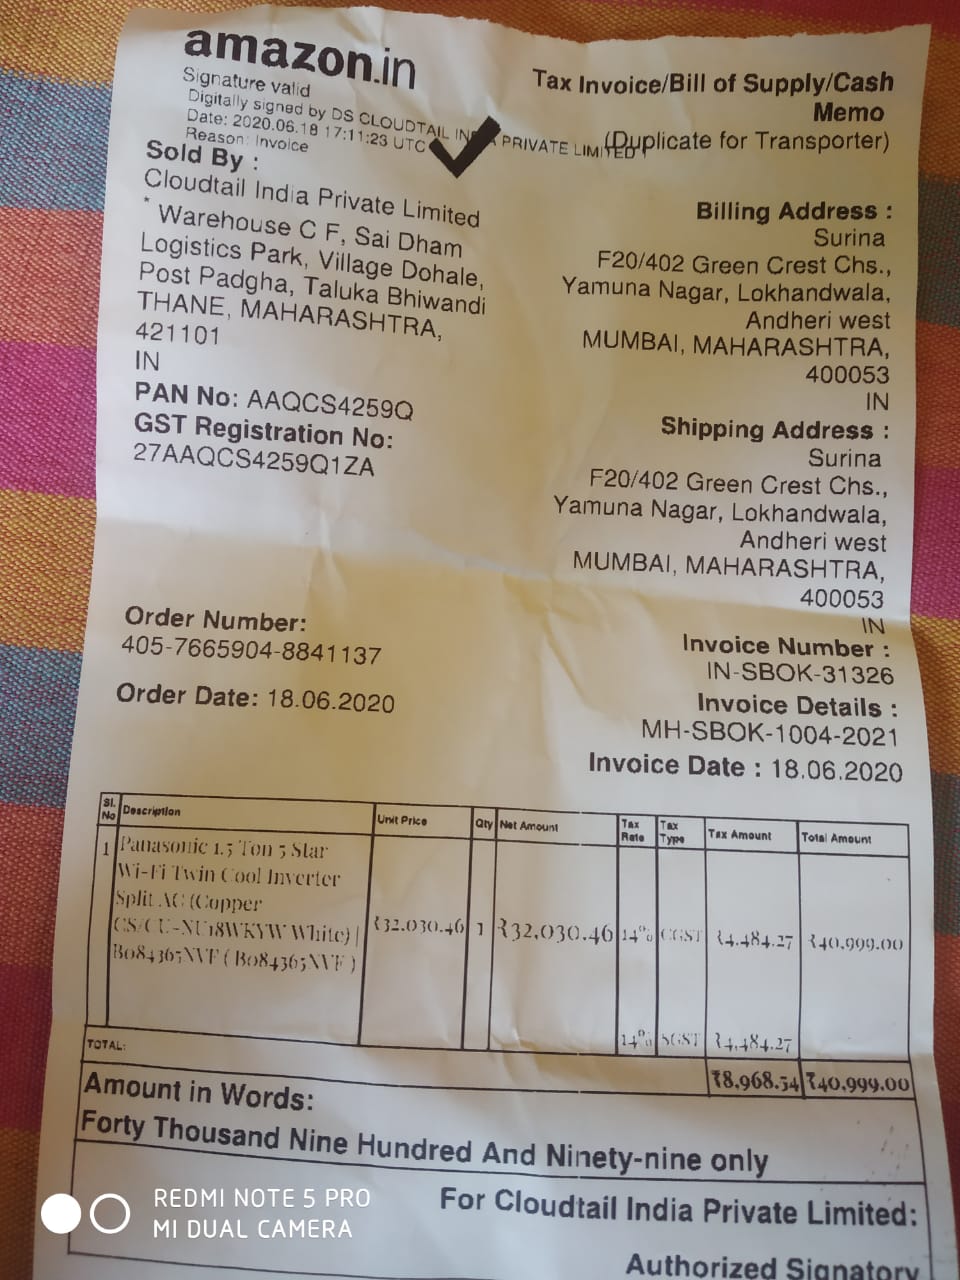 amazon.in
Signature valid
Digitally signed by DS CLOUDTAIL INDIA PRIVATE LIMITED 1
Date: 2020.06.18 17:11:23 UTC
Reason: Invoice
Tax Invoice/Bill of Supply/Cash
Memo
(Duplicate for Transporter)
Sold By :
Cloudtail India Private Limited
* Warehouse C F, Sai Dham
Logistics Park, Village Dohale,
Post Padgha, Taluka Bhiwandi
THANE, MAHARASHTRA,
421101
IN
PAN No: AAQCS4259Q
GST Registration No:
27AAQCS4259Q1ZA
Billing Address :
Surina
F20/402 Green Crest Chs.,
Yamuna Nagar, Lokhandwala,
Andheri west
MUMBAI, MAHARASHTRA,
400053
IN
Shipping Address :
Surina
F20/402 Green Crest Chs.,
Yamuna Nagar, Lokhandwala,
Andheri west
MUMBAI, MAHARASHTRA,
400053
IN
Order Number:
405-7665904-8841137
Order Date: 18.06.2020
Invoice Number :
IN-SBOK-31326
Invoice Details :
MH-SBOK-1004-2021
Invoice Date : 18.06.2020
Sl. No Description Unit Price Qty Net Amount Tax Rate Tax Type Tax Amount Total Amount
1 Panasonic 1.5 Ton 5 Star
Wi-Fi Twin Cool Inverter
Split AC (Copper
CS/CU-NU18WKYW White) | ₹32,030.46 1 ₹32,030.46 14% CGST ₹4,484.27 ₹40,999.00
B084365NVF ( B084365NVF )
14% SGST ₹4,484.27
TOTAL: ₹8,968.54 ₹40,999.00
Amount in Words:
Forty Thousand Nine Hundred And Ninety-nine only
For Cloudtail India Private Limited:
Authorized Signatory
REDMI NOTE 5 PRO
MI DUAL CAMERA